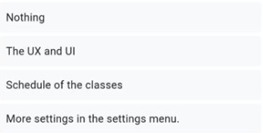 Nothing
The UX and UI
Schedule of the classes
More settings in the settings menu.